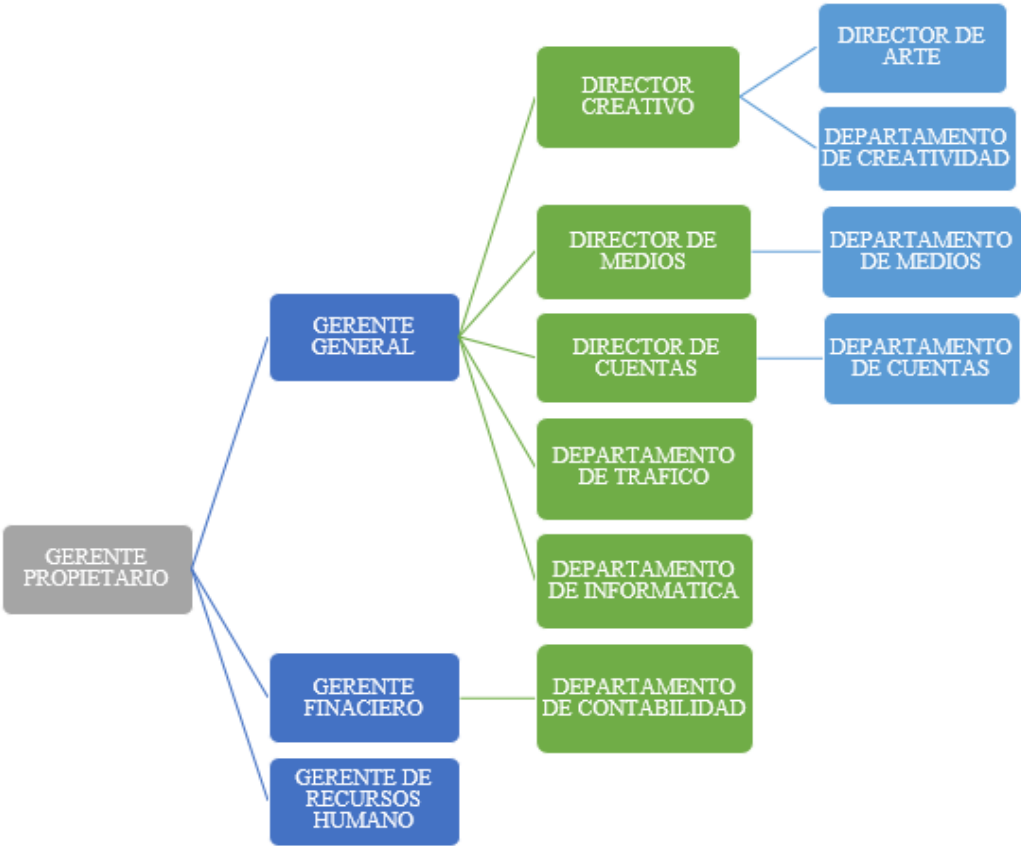 DIRECTOR DE
ARTE
DIRECTOR
CREATIVO
DEPARTAMENTO
DE CREATIVIDAD
DIRECTOR DE
MEDIOS
DEPARTAMENTO
DE MEDIOS
GERENTE
GENERAL
DIRECTOR DE
CUENTAS
DEPARTAMENTO
DE CUENTAS
DEPARTAMENTO
DE TRAFICO
GERENTE
PROPIETARIO
DEPARTAMENTO
DE INFORMATICA
GERENTE
FINACIERO
DEPARTAMENTO
DE CONTABILIDAD
GERENTE DE
RECURSOS
HUMANO